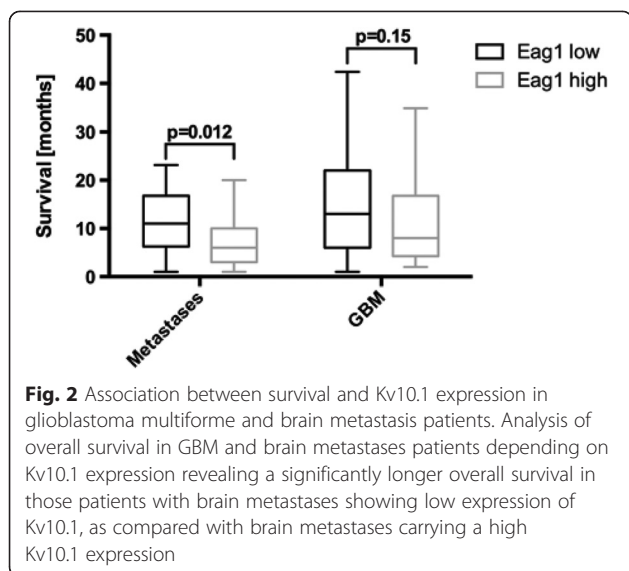 50
40
30
20
10
0
Survival [months]
p=0.012
p=0.15
Eag1 low
Eag1 high
Metastases
GBM
Fig. 2 Association between survival and Kv10.1 expression in
glioblastoma multiforme and brain metastasis patients. Analysis of
overall survival in GBM and brain metastases patients depending on
Kv10.1 expression revealing a significantly longer overall survival in
those patients with brain metastases showing low expression of
Kv10.1, as compared with brain metastases carrying a high
Kv10.1 expression